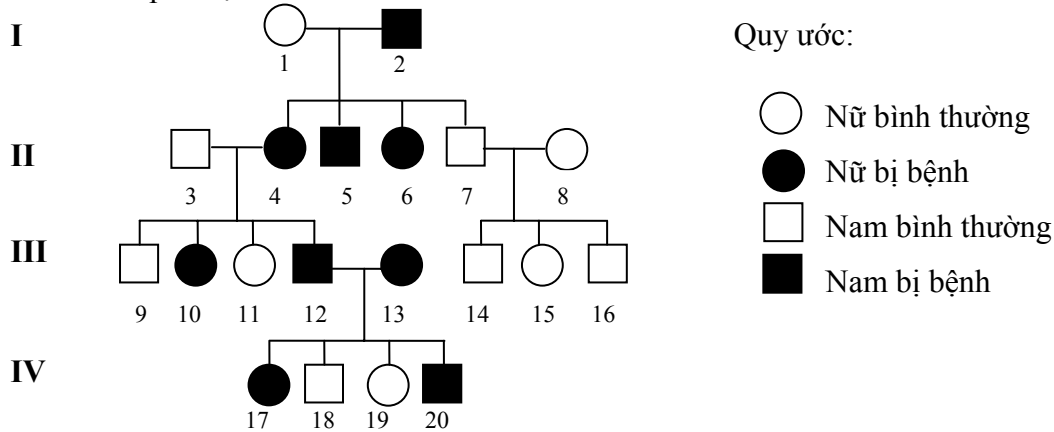 I
1 2
Quy ước:
Nữ bình thường
Nữ bị bệnh
Nam bình thường
Nam bị bệnh
II
3 4 5 6 7 8
III
9 10 11 12 13 14 15 16
IV
17 18 19 20